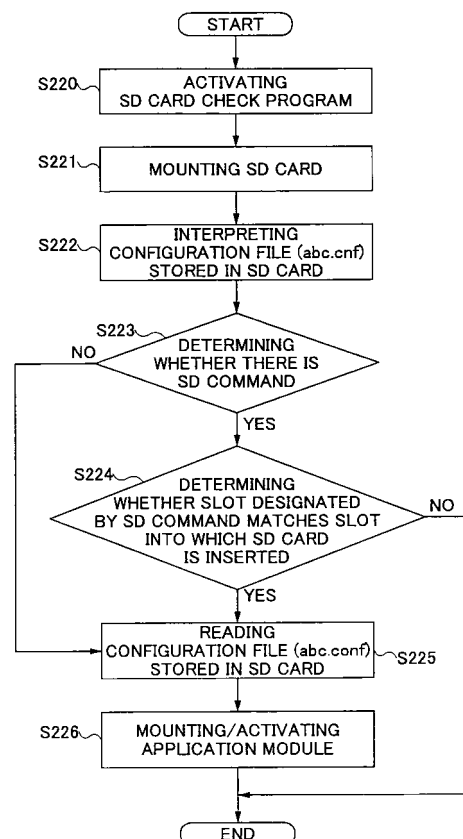 START
S220
ACTIVATING
SD CARD CHECK PROGRAM
S221
MOUNTING SD CARD
S222
INTERPRETING
CONFIGURATION FILE (abc.cnf)
STORED IN SD CARD
S223
NO
DETERMINING
WHETHER THERE IS
SD COMMAND
YES
S224
DETERMINING
WHETHER SLOT DESIGNATED
BY SD COMMAND MATCHES SLOT
INTO WHICH SD CARD
IS INSERTED
NO
YES
READING
CONFIGURATION FILE (abc.conf)
STORED IN SD CARD
S225
S226
MOUNTING/ACTIVATING
APPLICATION MODULE
END